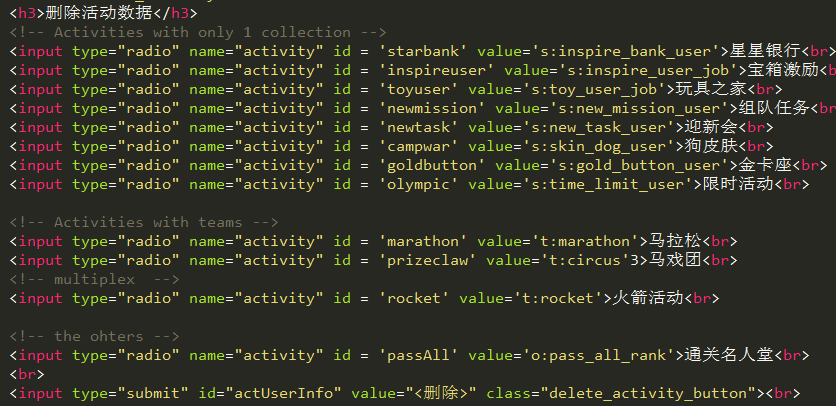 <h3>删除活动数据</h3>
<!-- Activities with only 1 collection -->
<input type="radio" name="activity" id = 'starbank' value='s:inspire_bank_user'>星星银行<br>
<input type="radio" name="activity" id = 'inspireuser' value='s:inspire_user_job'>宝箱激励<b
<input type="radio" name="activity" id = 'toyuser' value='s:toy_user_job'>玩具之家<br>
<input type="radio" name="activity" id = 'newmission' value='s:new_mission_user'>组队任务<br
<input type="radio" name="activity" id = 'newtask' value='s:new_task_user'>迎新会<br>
<input type="radio" name="activity" id = 'campwar' value='s:skin_dog_user'>狗皮肤<br>
<input type="radio" name="activity" id = 'goldbutton' value='s:gold_button_user'>金卡座<br>
<input type="radio" name="activity" id = 'olympic' value='s:time_limit_user'>限时活动<br>
<!-- Activities with teams -->
<input type="radio" name="activity" id = 'marathon' value='t:marathon'>马拉松<br>
<input type="radio" name="activity" id = 'prizeclaw' value='t:circus'3>马戏团<br>
<!-- multiplex  -->
<input type="radio" name="activity" id = 'rocket' value='t:rocket'>火箭活动<br>
<!-- the ohters -->
<input type="radio" name="activity" id = 'passAll' value='o:pass_all_rank'>通关名人堂<br>
<br>
<input type="submit" id="actUserInfo" value="<删除>" class="delete_activity_button"><br>